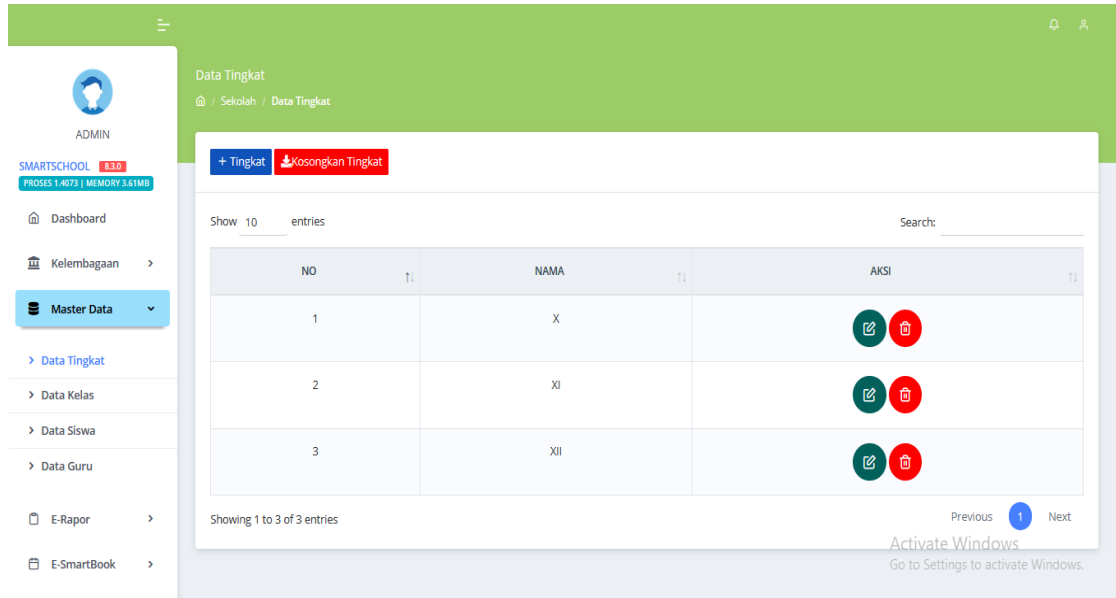 ADMIN
SMARTSCHOOL 8.3.0
PROSES 1.4073 | MEMORY 3.61MB
Dashboard
Kelembagaan
Master Data
Data Tingkat
Data Kelas
Data Siswa
Data Guru
E-Rapor
E-SmartBook
Data Tingkat
/ Sekolah / Data Tingkat
+ Tingkat Kosongkan Tingkat
Show 10 entries Search:
NO NAMA AKSI
1 X
2 XI
3 XII
Showing 1 to 3 of 3 entries Previous 1 Next
Activate Windows
Go to Settings to activate Windows.